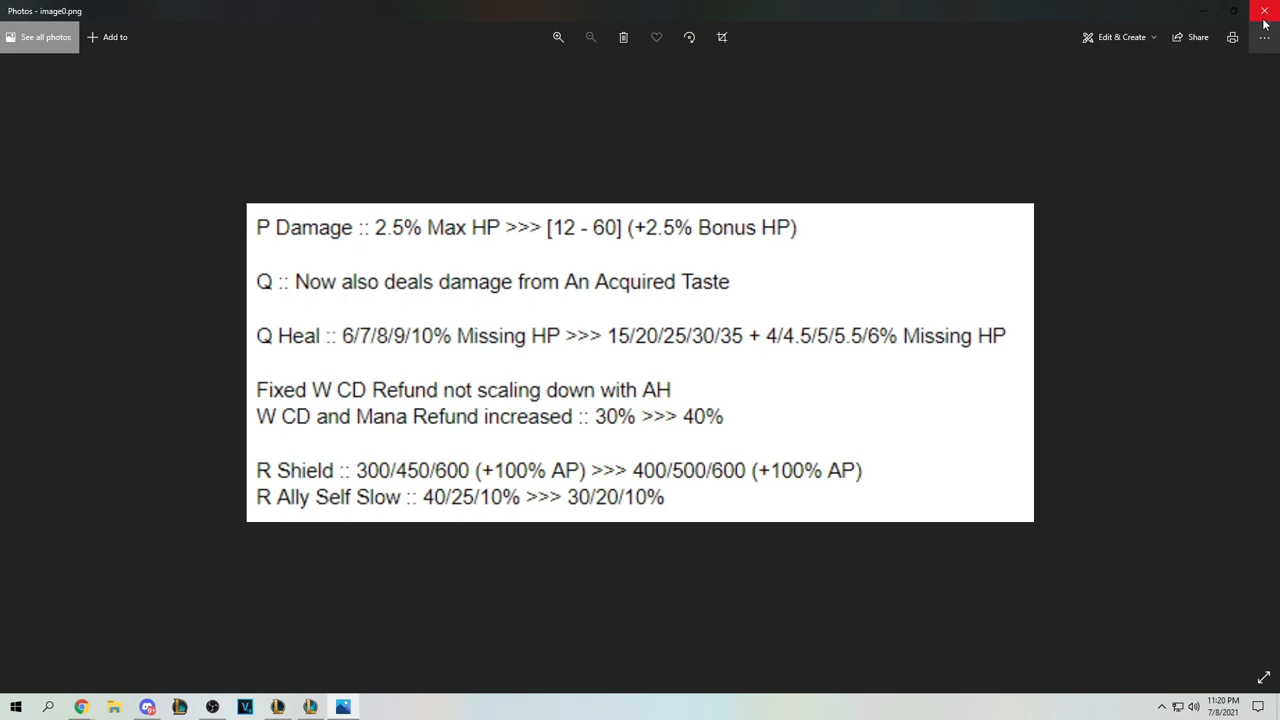 Photos - image0.png
See all photos
Add to
Edit & Create
Share
P Damage :: 2.5% Max HP >>> [12 - 60] (+2.5% Bonus HP)
Q :: Now also deals damage from An Acquired Taste
Q Heal :: 6/7/8/9/10% Missing HP >>> 15/20/25/30/35 + 4/4.5/5/5.5/6% Missing HP
Fixed W CD Refund not scaling down with AH
W CD and Mana Refund increased :: 30% >>> 40%
R Shield :: 300/450/600 (+100% AP) >>> 400/500/600 (+100% AP)
R Ally Self Slow :: 40/25/10% >>> 30/20/10%
11:20 PM
7/8/2021